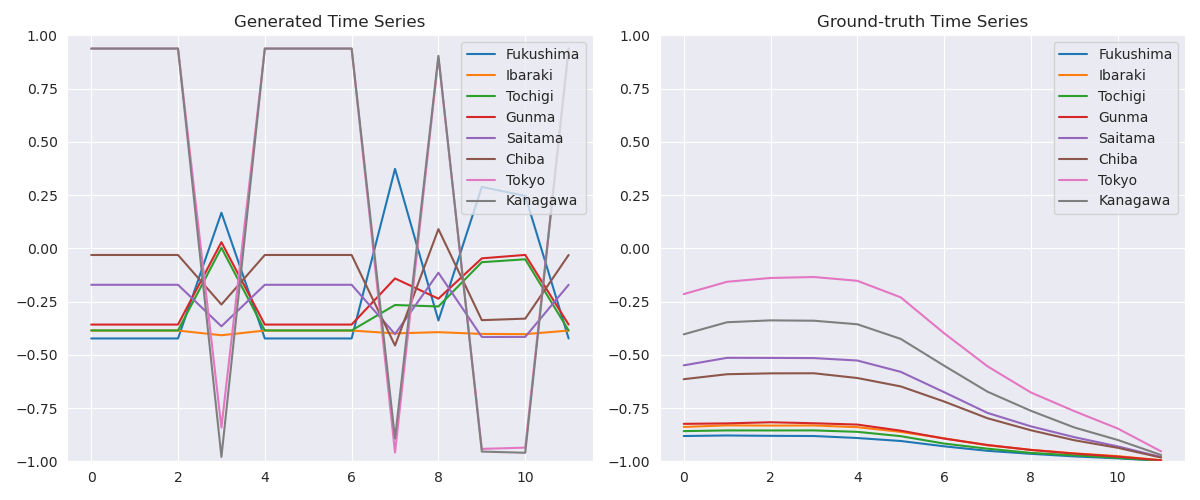 Generated Time Series
1.00
0.75
0.50
0.25
0.00
−0.25
−0.50
−0.75
−1.00
0 2 4 6 8 10
Fukushima
Ibaraki
Tochigi
Gunma
Saitama
Chiba
Tokyo
Kanagawa
Ground-truth Time Series
1.00
0.75
0.50
0.25
0.00
−0.25
−0.50
−0.75
−1.00
0 2 4 6 8 10
Fukushima
Ibaraki
Tochigi
Gunma
Saitama
Chiba
Tokyo
Kanagawa